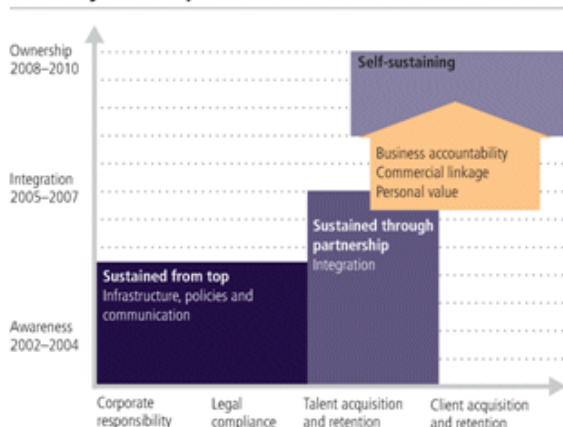 Ownership
2008–2010
Self-sustaining
Business accountability
Commercial linkage
Personal value
Integration
2005–2007
Sustained through
partnership
Integration
Sustained from top
Infrastructure, policies and
communication
Awareness
2002–2004
Corporate
responsibility
Legal
compliance
Talent acquisition
and retention
Client acquisition
and retention